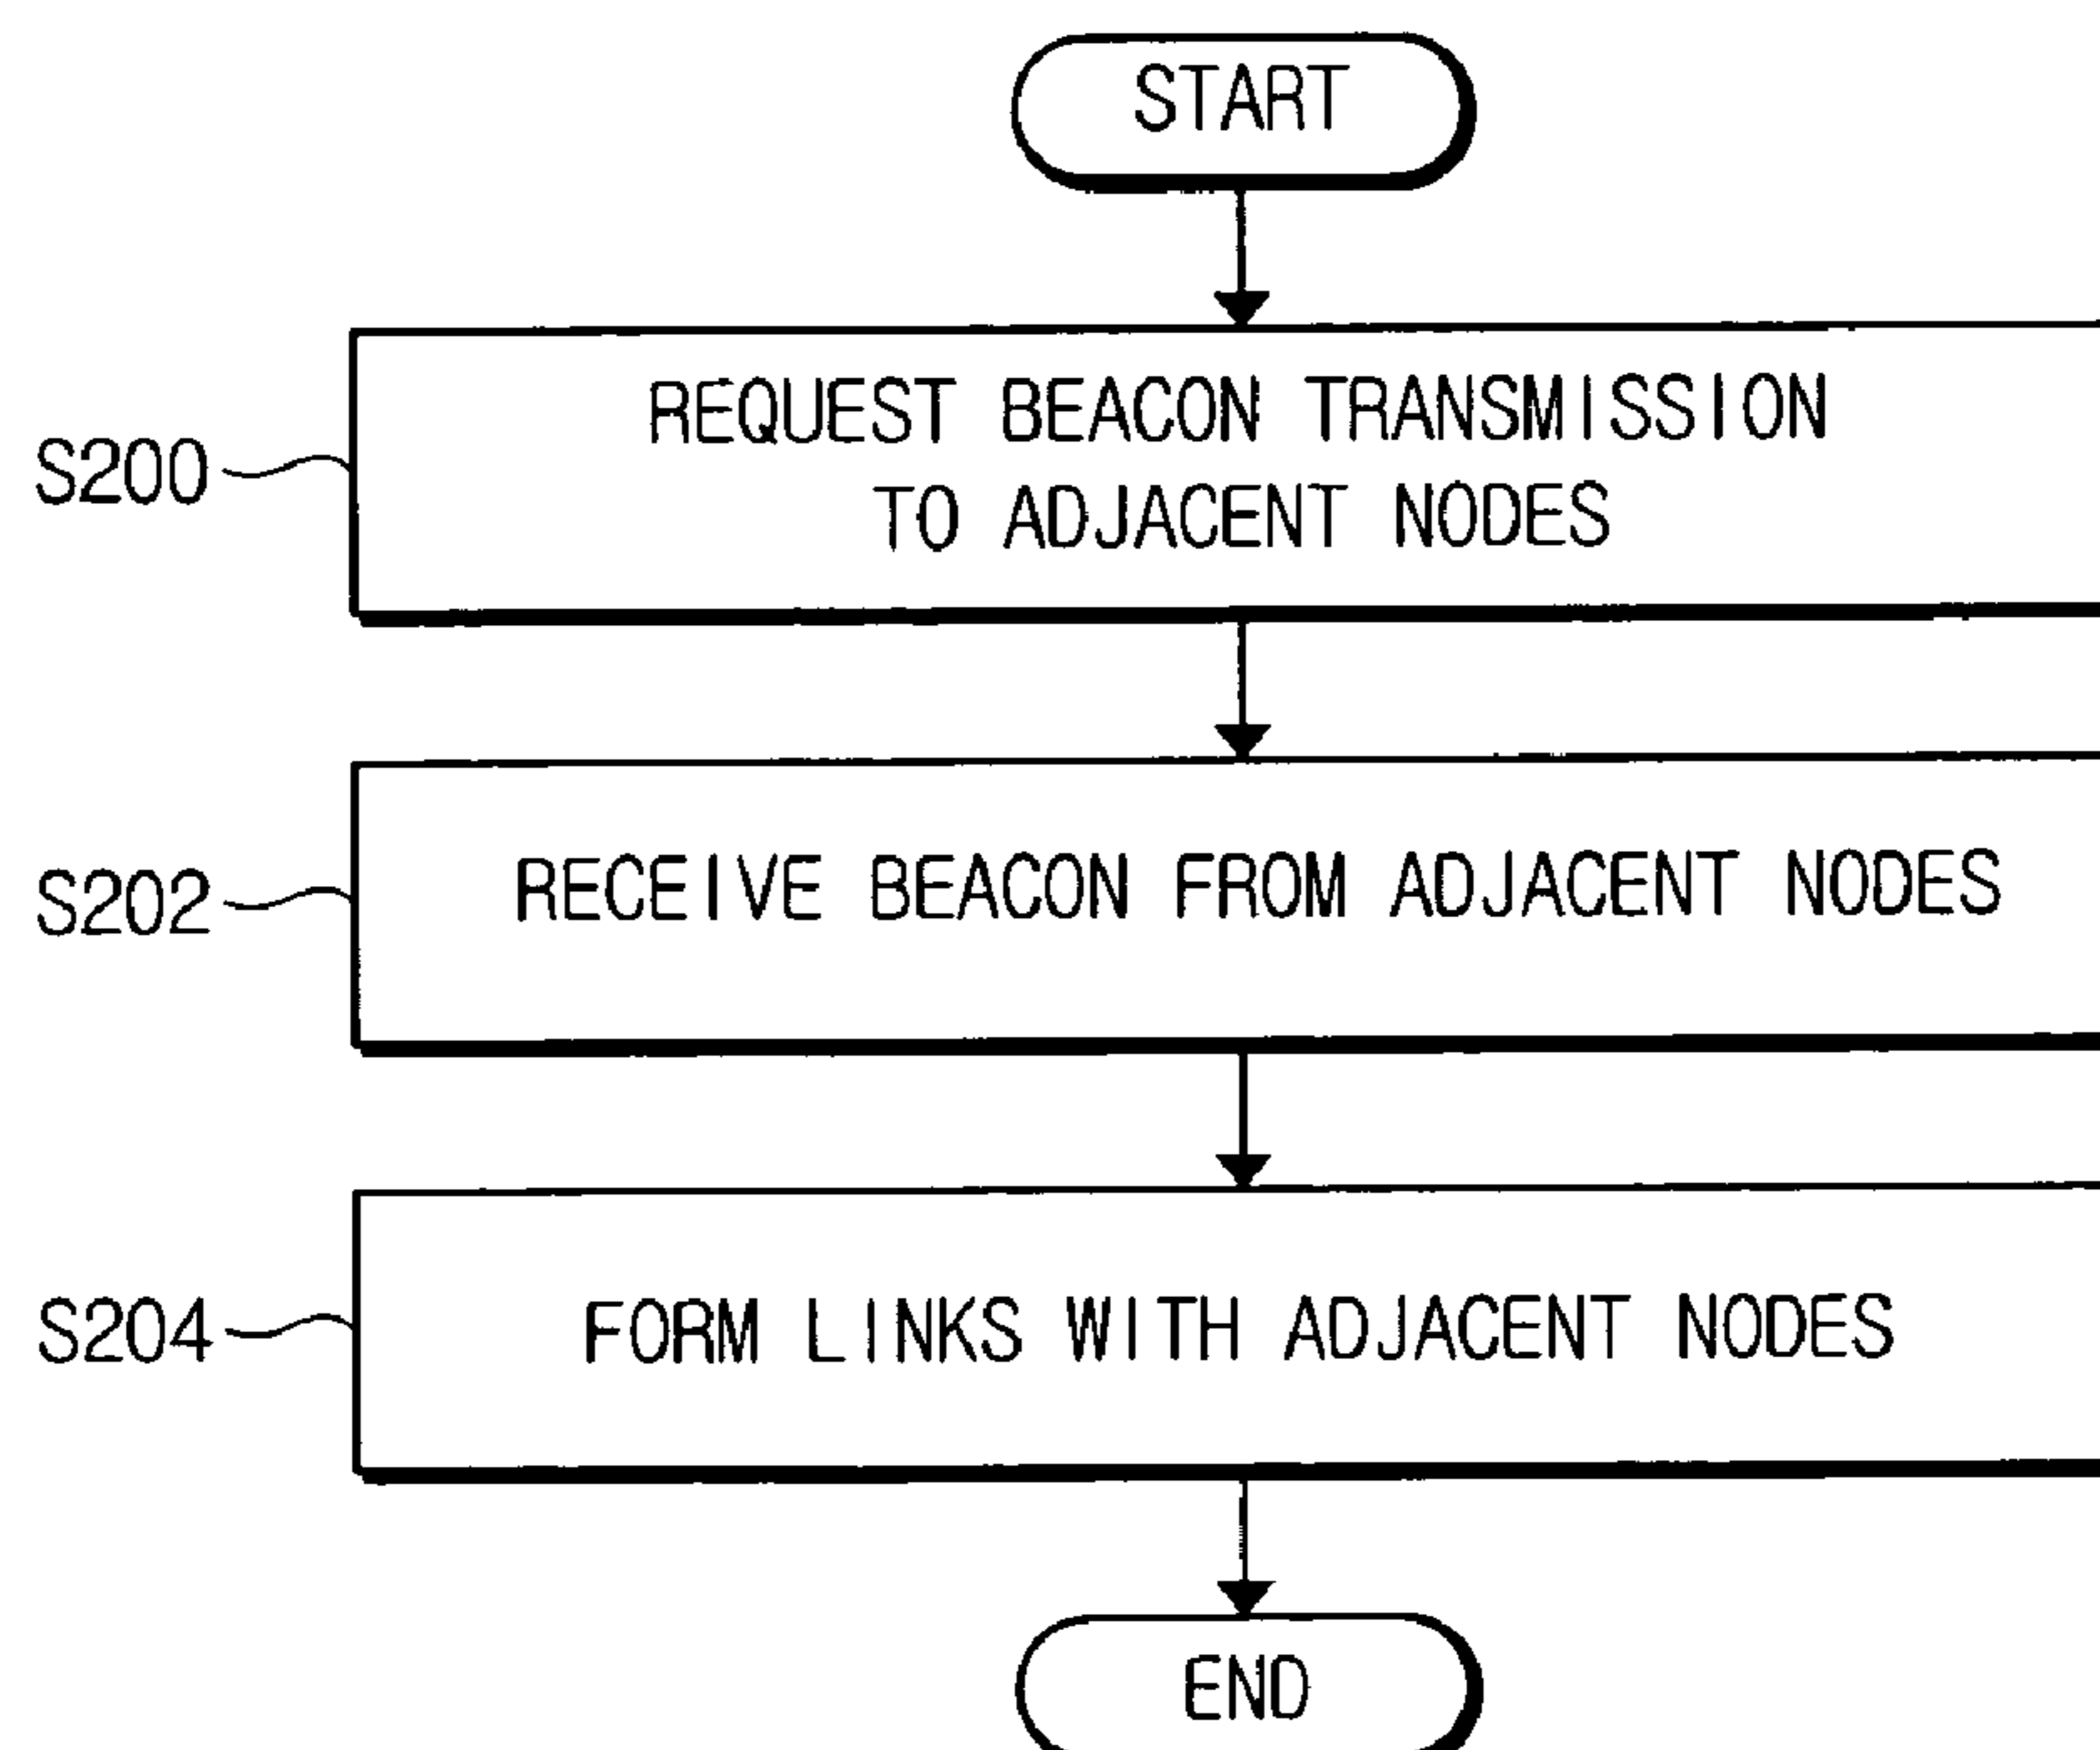 START
REQUEST BEACON TRANSMISSION
TO ADJACENT NODES
S200
RECEIVE BEACON FROM ADJACENT NODES
S202
FORM LINKS WITH ADJACENT NODES
S204
END